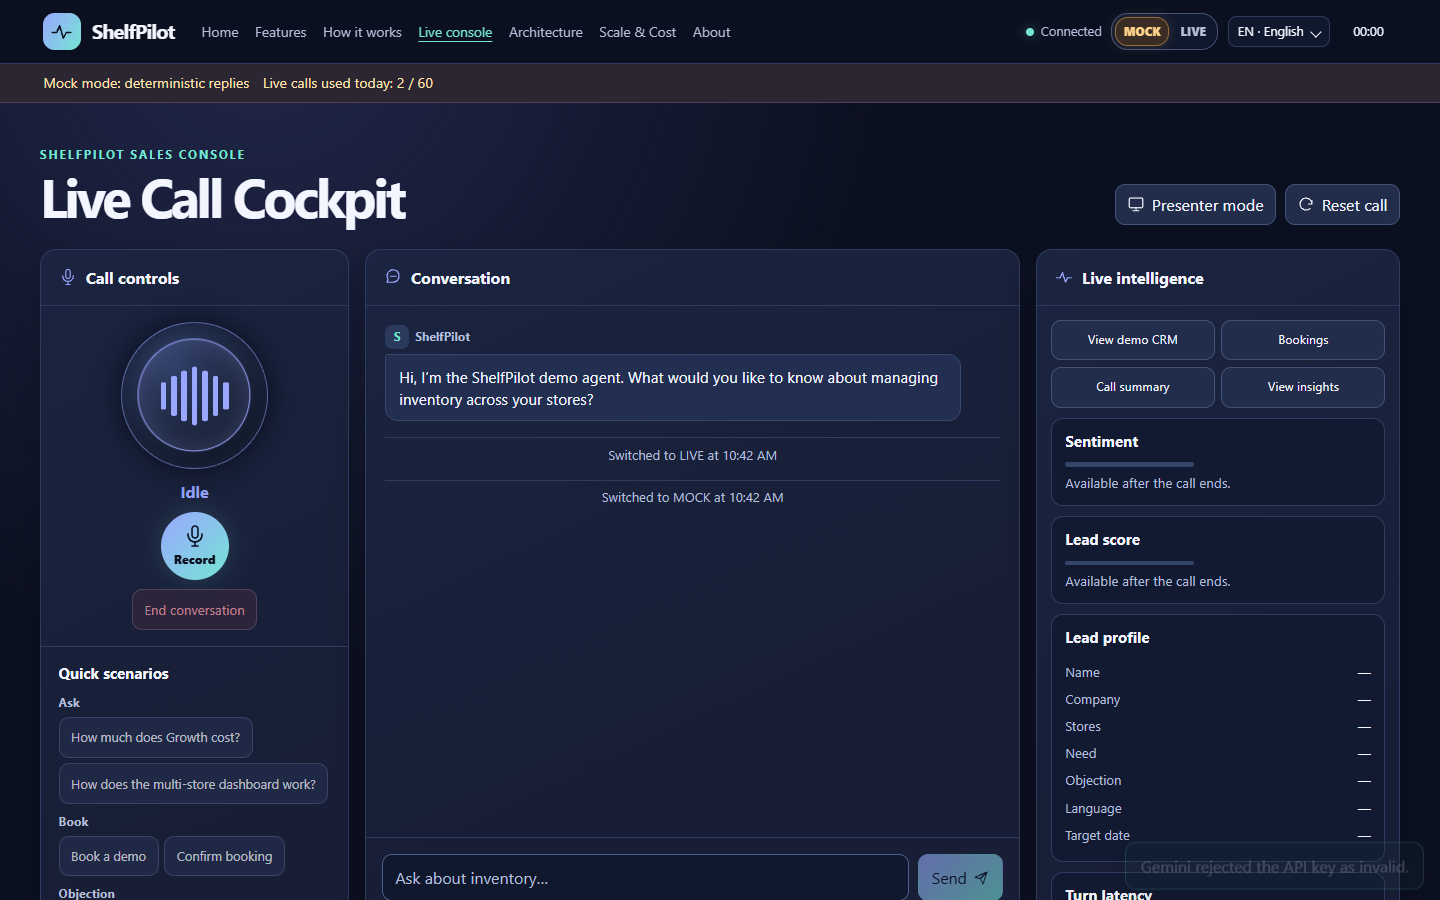 ShelfPilot
Home
Features
How it works
Live console
Architecture
Scale & Cost
About
Connected
MOCK
LIVE
EN · English
00:00
Mock mode: deterministic replies
Live calls used today: 2 / 60
SHELFPILOT SALES CONSOLE
Live Call Cockpit
Presenter mode
Reset call
Call controls
Idle
Record
End conversation
Quick scenarios
Ask
How much does Growth cost?
How does the multi-store dashboard work?
Book
Book a demo
Confirm booking
Objection
Conversation
S
ShelfPilot
Hi, I'm the ShelfPilot demo agent. What would you like to know about managing
inventory across your stores?
Switched to LIVE at 10:42 AM
Switched to MOCK at 10:42 AM
Ask about inventory...
Send
Live intelligence
View demo CRM
Bookings
Call summary
View insights
Sentiment
Available after the call ends.
Lead score
Available after the call ends.
Lead profile
Name —
Company —
Stores —
Need —
Objection —
Language —
Target date —
Gemini rejected the API key as invalid.
Turn latency